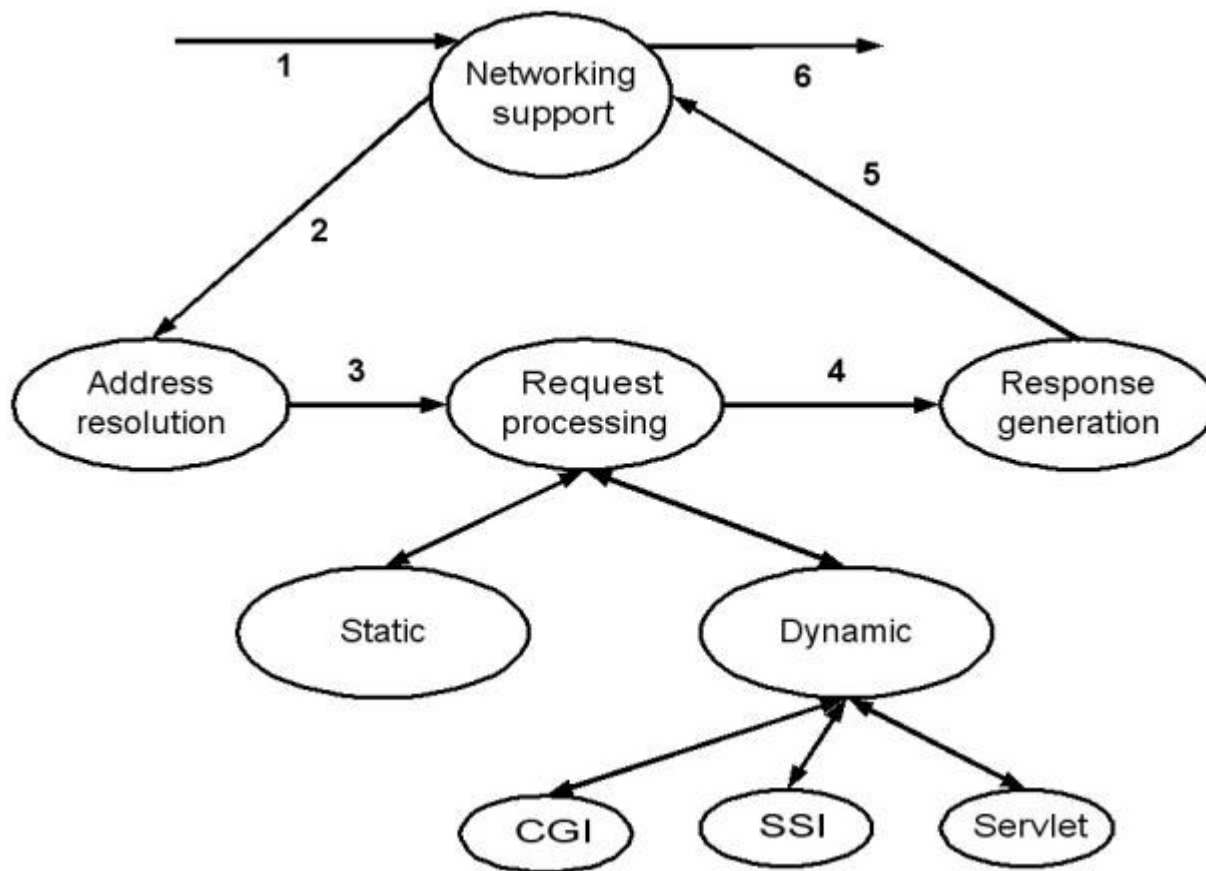 1
6
Networking
support
2
5
Address
resolution
3
Request
processing
4
Response
generation
Static
Dynamic
CGI
SSI
Servlet